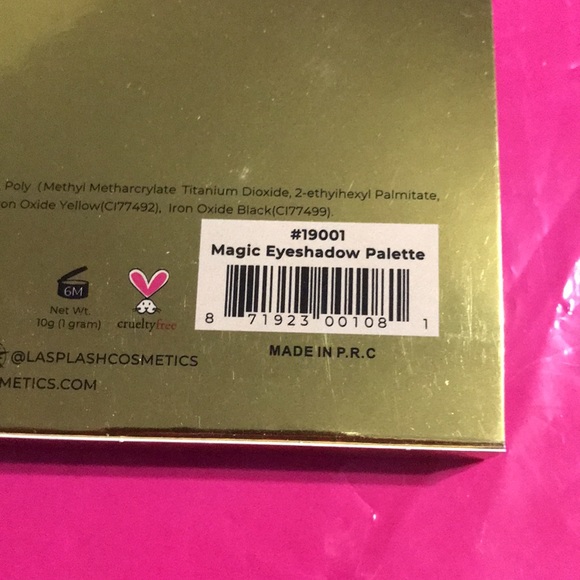 Poly (Methyl Metharcrylate Titanium Dioxide, 2-ethyihexyl Palmitate,
on Oxide Yellow(CI77492), Iron Oxide Black(CI77499).
#19001
Magic Eyeshadow Palette
8 71923 00108 1
6M
Net Wt.
10g (1 gram)
crueltyfree
MADE IN P.R.C
@LASPLASHCOSMETICS
METICS.COM